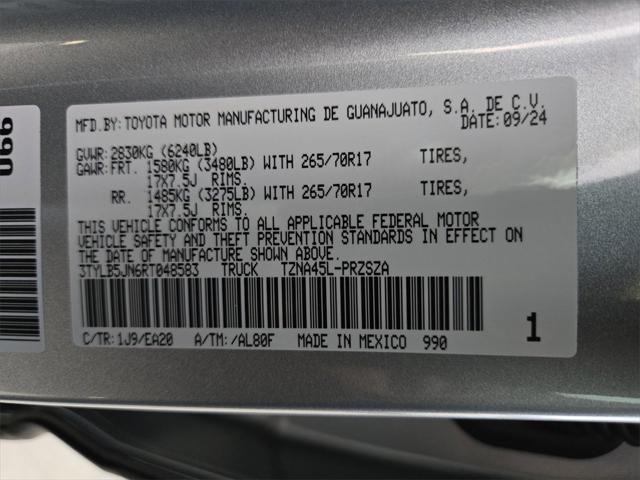 MFD.BY:TOYOTA MOTOR MANUFACTURING DE GUANAJUATO, S.A. DE C.V.
DATE: 09/24
GVWR: 2830KG (6240LB)
GAWR:FRT. 1580KG (3480LB) WITH 265/70R17 TIRES,
17X7.5J RIMS.
RR. 1485KG (3275LB) WITH 265/70R17 TIRES,
17X7.5J RIMS.
THIS VEHICLE CONFORMS TO ALL APPLICABLE FEDERAL MOTOR
VEHICLE SAFETY AND THEFT PREVENTION STANDARDS IN EFFECT ON
THE DATE OF MANUFACTURE SHOWN ABOVE.
3TYLB5JN6RT048583 TRUCK TZNA45L-PRZSZA
C/TR:1J9/EA20 A/TM:/AL80F MADE IN MEXICO 990
1
066